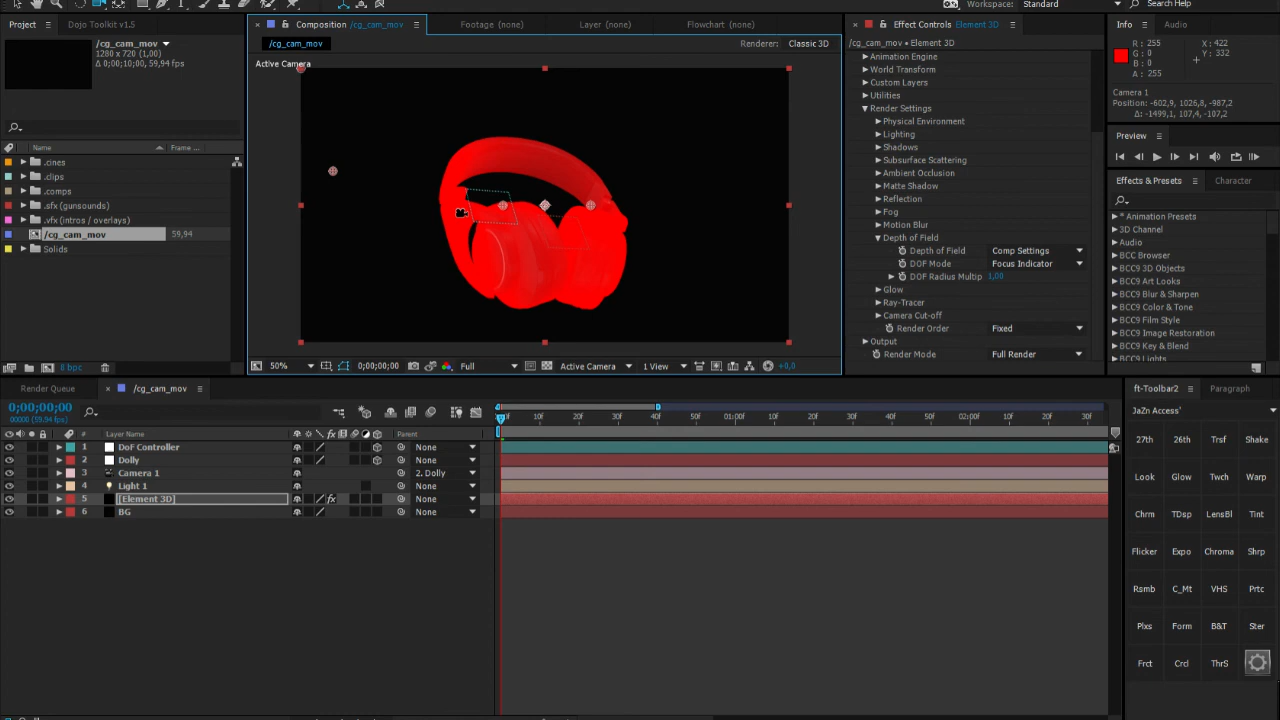 Workspace: Standard
Search Help
Project
Dojo Toolkit v1.5
/cg_cam_mov
1280 x 720 (1,00)
Δ 0;00;10;00, 59,94 fps
Name
Frame ...
.cines
.clips
.comps
.sfx (gunsounds)
.vfx (intros / overlays)
/cg_cam_mov
59,94
Solids
8 bpc
Composition /cg_cam_mov
Footage (none)
Layer (none)
Flowchart (none)
/cg_cam_mov
Renderer:
Classic 3D
Active Camera
50%
0;00;00;00
Full
Active Camera
1 View
+0,0
Effect Controls Element 3D
/cg_cam_mov • Element 3D
Animation Engine
World Transform
Custom Layers
Utilities
Render Settings
Physical Environment
Lighting
Shadows
Subsurface Scattering
Ambient Occlusion
Matte Shadow
Reflection
Fog
Motion Blur
Depth of Field
Depth of Field
Comp Settings
DOF Mode
Focus Indicator
DOF Radius Multip
1,00
Glow
Ray-Tracer
Camera Cut-off
Render Order
Fixed
Output
Render Mode
Full Render
Info
Audio
R : 255
G : 0
B : 0
A : 255
X : 422
Y : 332
Camera 1
Position: -602,9, 1026,8, -987,2
Δ: -1499,1, 107,4, -107,2
Preview
Effects & Presets
Character
* Animation Presets
3D Channel
Audio
BCC Browser
BCC 3D Objects
BCC Art Looks
BCC9 Blur & Sharpen
BCC9 Color & Tone
BCC9 Film Style
BCC9 Image Restoration
BCC9 Key & Blend
BCC9 Lights
Render Queue
/cg_cam_mov
0;00;00;00
00000 (59.94 fps)
#
Layer Name
fx
Parent
1 DoF Controller
None
2 Dolly
None
3 Camera 1
2. Dolly
4 Light 1
None
5 [Element 3D]
fx
None
6 BG
None
10f
20f
30f
40f
50f
01:00f
10f
20f
30f
40f
50f
02:00f
10f
20f
30f
ft-Toolbar2
Paragraph
JaZn Access'
27th
26th
Trsf
Shake
Look
Glow
Twch
Warp
Chrm
TDsp
LensBl
Tint
Flicker
Expo
Chroma
Shrp
Rsmb
C_Mt
VHS
Prtc
Plxs
Form
B&T
Ster
Frct
Crcl
ThrS